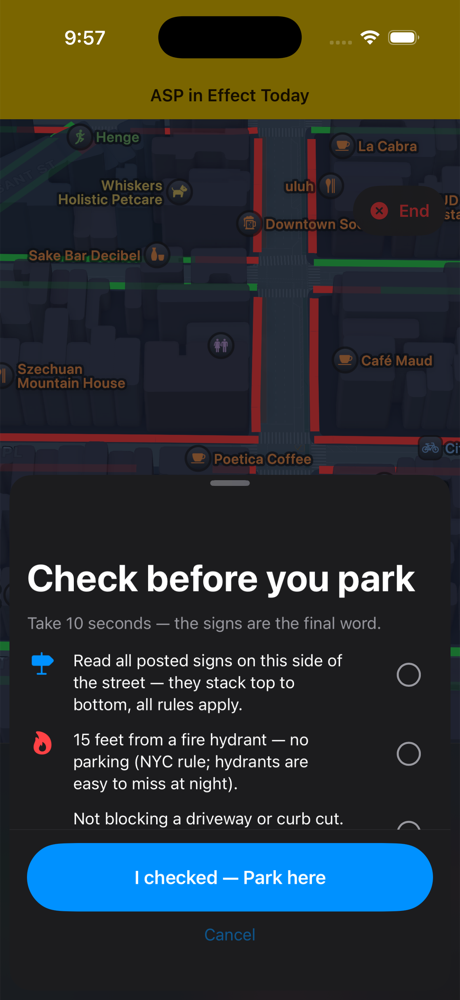 9:57
ASP in Effect Today
Henge
La Cabra
Whiskers
Holistic Petcare
uluh
End
Downtown So
Sake Bar Decibel
Szechuan
Mountain House
Café Maud
Poetica Coffee
Check before you park
Take 10 seconds — the signs are the final word.
Read all posted signs on this side of
the street — they stack top to
bottom, all rules apply.
15 feet from a fire hydrant — no
parking (NYC rule; hydrants are
easy to miss at night).
Not blocking a driveway or curb cut.
I checked — Park here
Cancel